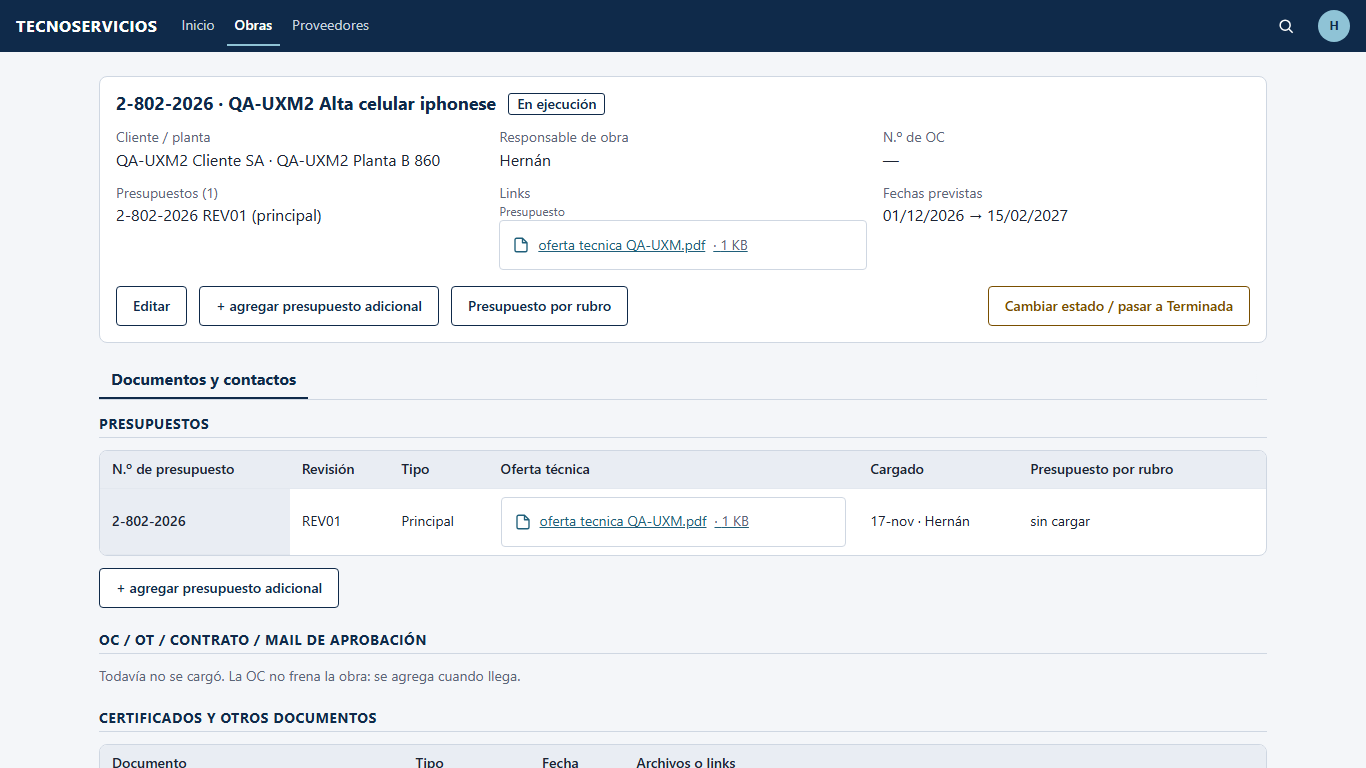 TECNOSERVICIOS Inicio Obras Proveedores H
2-802-2026 · QA-UXM2 Alta celular iphonese En ejecución
Cliente / planta
QA-UXM2 Cliente SA · QA-UXM2 Planta B 860
Responsable de obra
Hernán
N.º de OC
—
Presupuestos (1)
2-802-2026 REV01 (principal)
Links
Presupuesto
oferta tecnica QA-UXM.pdf · 1 KB
Fechas previstas
01/12/2026 → 15/02/2027
Editar + agregar presupuesto adicional Presupuesto por rubro Cambiar estado / pasar a Terminada
Documentos y contactos
PRESUPUESTOS
N.º de presupuesto Revisión Tipo Oferta técnica Cargado Presupuesto por rubro
2-802-2026 REV01 Principal oferta tecnica QA-UXM.pdf · 1 KB 17-nov · Hernán sin cargar
+ agregar presupuesto adicional
OC / OT / CONTRATO / MAIL DE APROBACIÓN
Todavía no se cargó. La OC no frena la obra: se agrega cuando llega.
CERTIFICADOS Y OTROS DOCUMENTOS
Documento Tipo Fecha Archivos o links